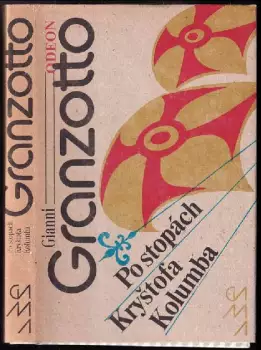 Granzotto
Po stopách
Kryštofa
Kolumba
ODEON
Gianni
Granzotto
Po stopách
Kryštofa
Kolumba